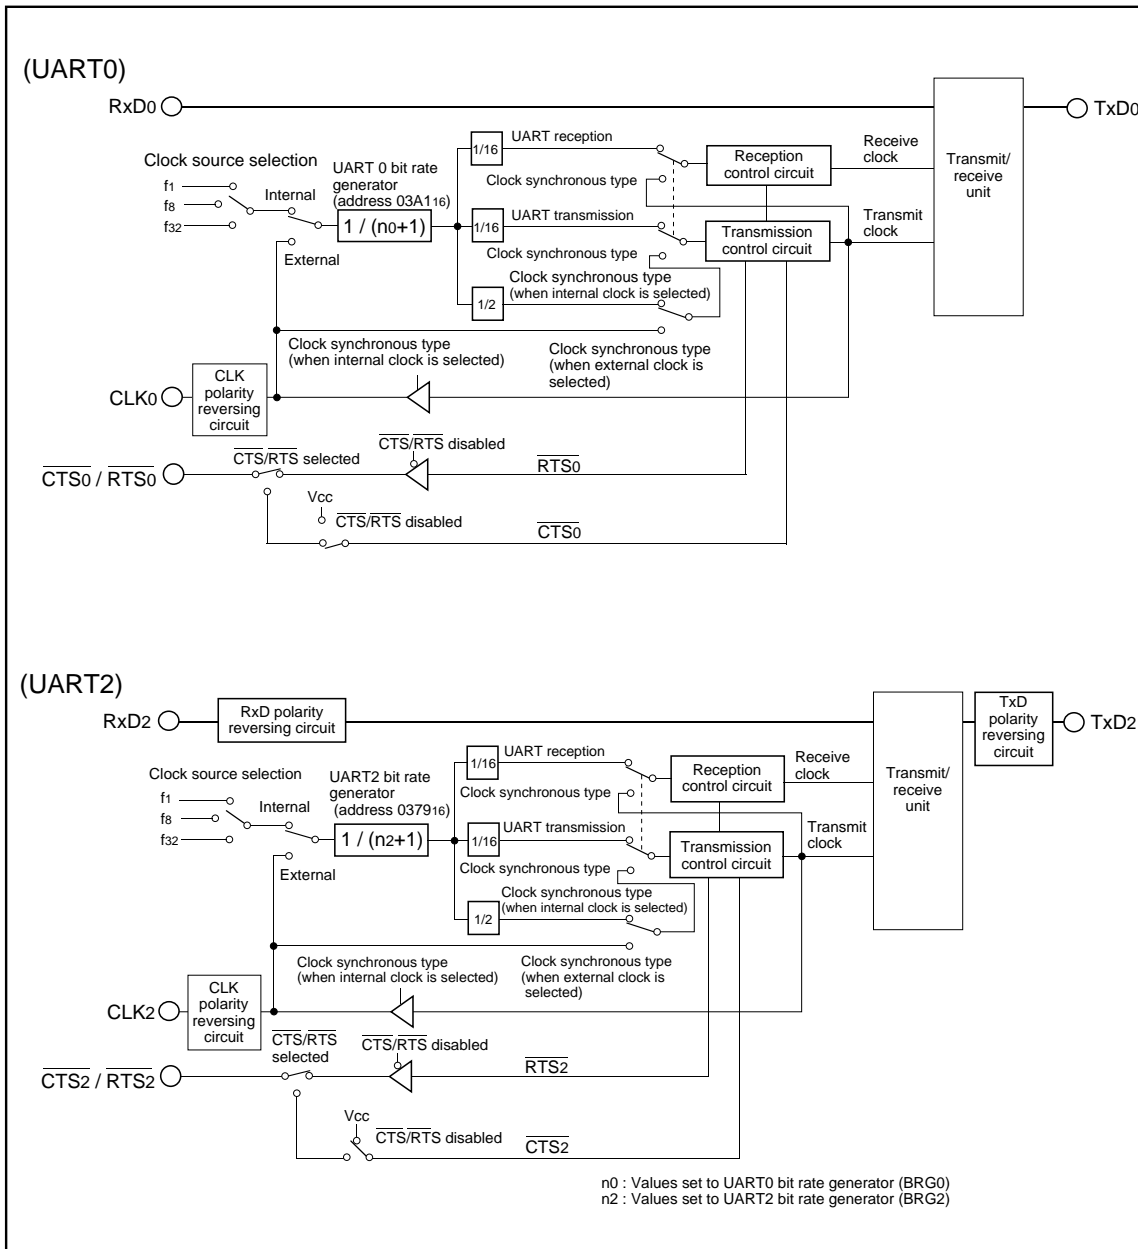 (UART0)
RxD0
TxD0
Clock source selection
f1
f8
f32
Internal
External
UART 0 bit rate
generator
(address 03A116)
1 / (n0+1)
1/16
UART reception
Clock synchronous type
1/16
UART transmission
Clock synchronous type
Clock synchronous type
(when internal clock is selected)
1/2
Reception
control circuit
Transmission
control circuit
Receive
clock
Transmit
clock
Transmit/
receive
unit
Clock synchronous type
(when internal clock is selected)
Clock synchronous type
(when external clock is
selected)
CLK0
CLK
polarity
reversing
circuit
CTS0 / RTS0
CTS/RTS selected
CTS/RTS disabled
RTS0
Vcc
CTS/RTS disabled
CTS0
(UART2)
RxD2
RxD polarity
reversing circuit
TxD
polarity
reversing
circuit
TxD2
Clock source selection
f1
f8
f32
Internal
External
UART2 bit rate
generator
(address 037916)
1 / (n2+1)
1/16
UART reception
Clock synchronous type
1/16
UART transmission
Clock synchronous type
Clock synchronous type
(when internal clock is selected)
1/2
Reception
control circuit
Transmission
control circuit
Receive
clock
Transmit
clock
Transmit/
receive
unit
Clock synchronous type
(when internal clock is selected)
Clock synchronous type
(when external clock is
selected)
CLK2
CLK
polarity
reversing
circuit
CTS2 / RTS2
CTS/RTS
selected
CTS/RTS disabled
RTS2
Vcc
CTS/RTS disabled
CTS2
n0 : Values set to UART0 bit rate generator (BRG0)
n2 : Values set to UART2 bit rate generator (BRG2)